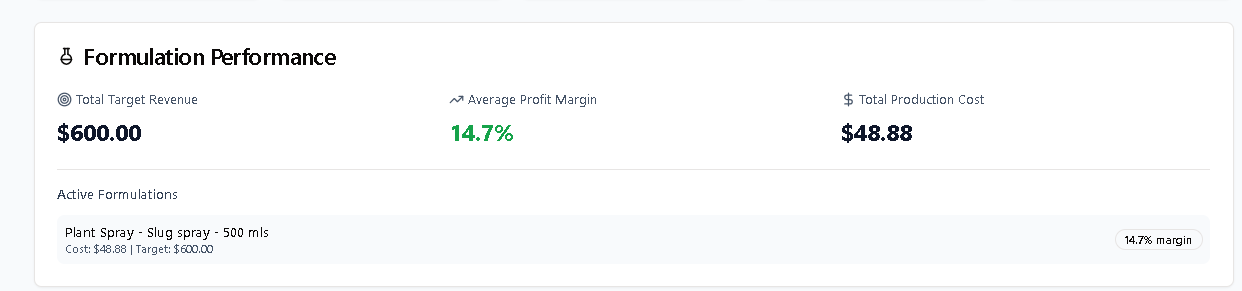 Formulation Performance
Total Target Revenue
$600.00
Average Profit Margin
14.7%
Total Production Cost
$48.88
Active Formulations
Plant Spray - Slug spray - 500 mls
Cost: $48.88 | Target: $600.00
14.7% margin